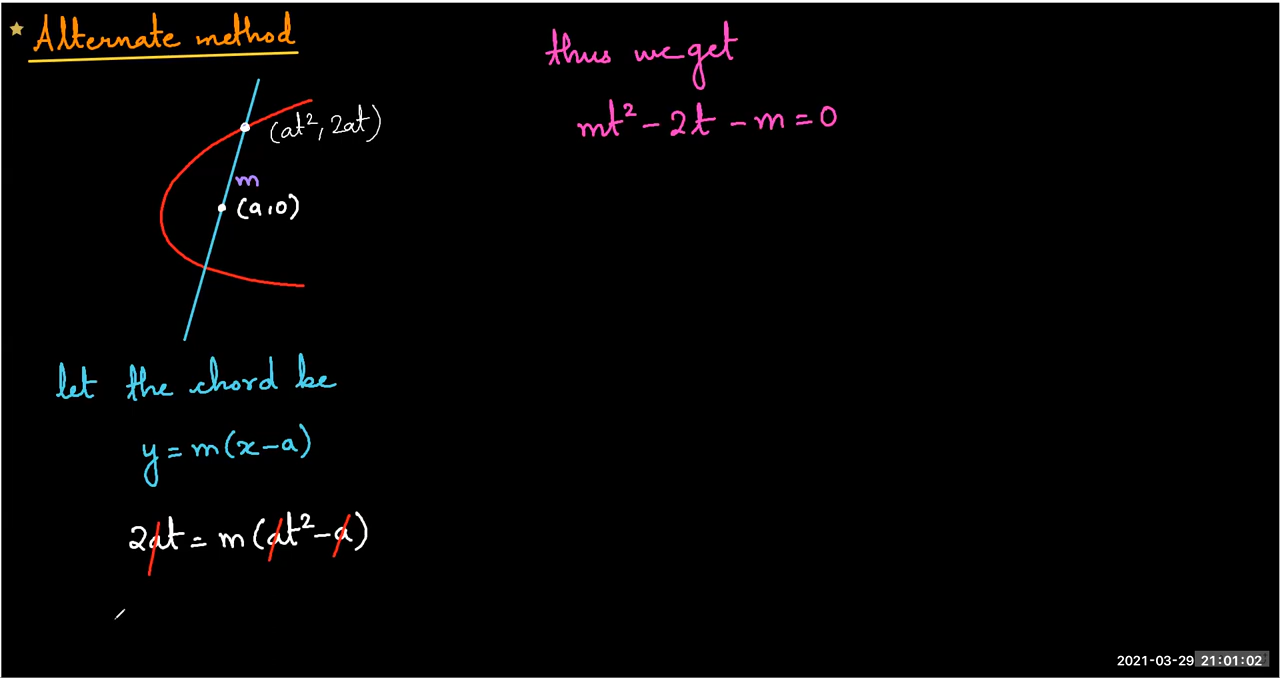 Alternate method
(at², 2at)
m
(a,0)
let the chord be
y = m(x-a)
2at = m(at²-a)
thus we get
mt² - 2t - m = 0
2021-03-29 21:01:02